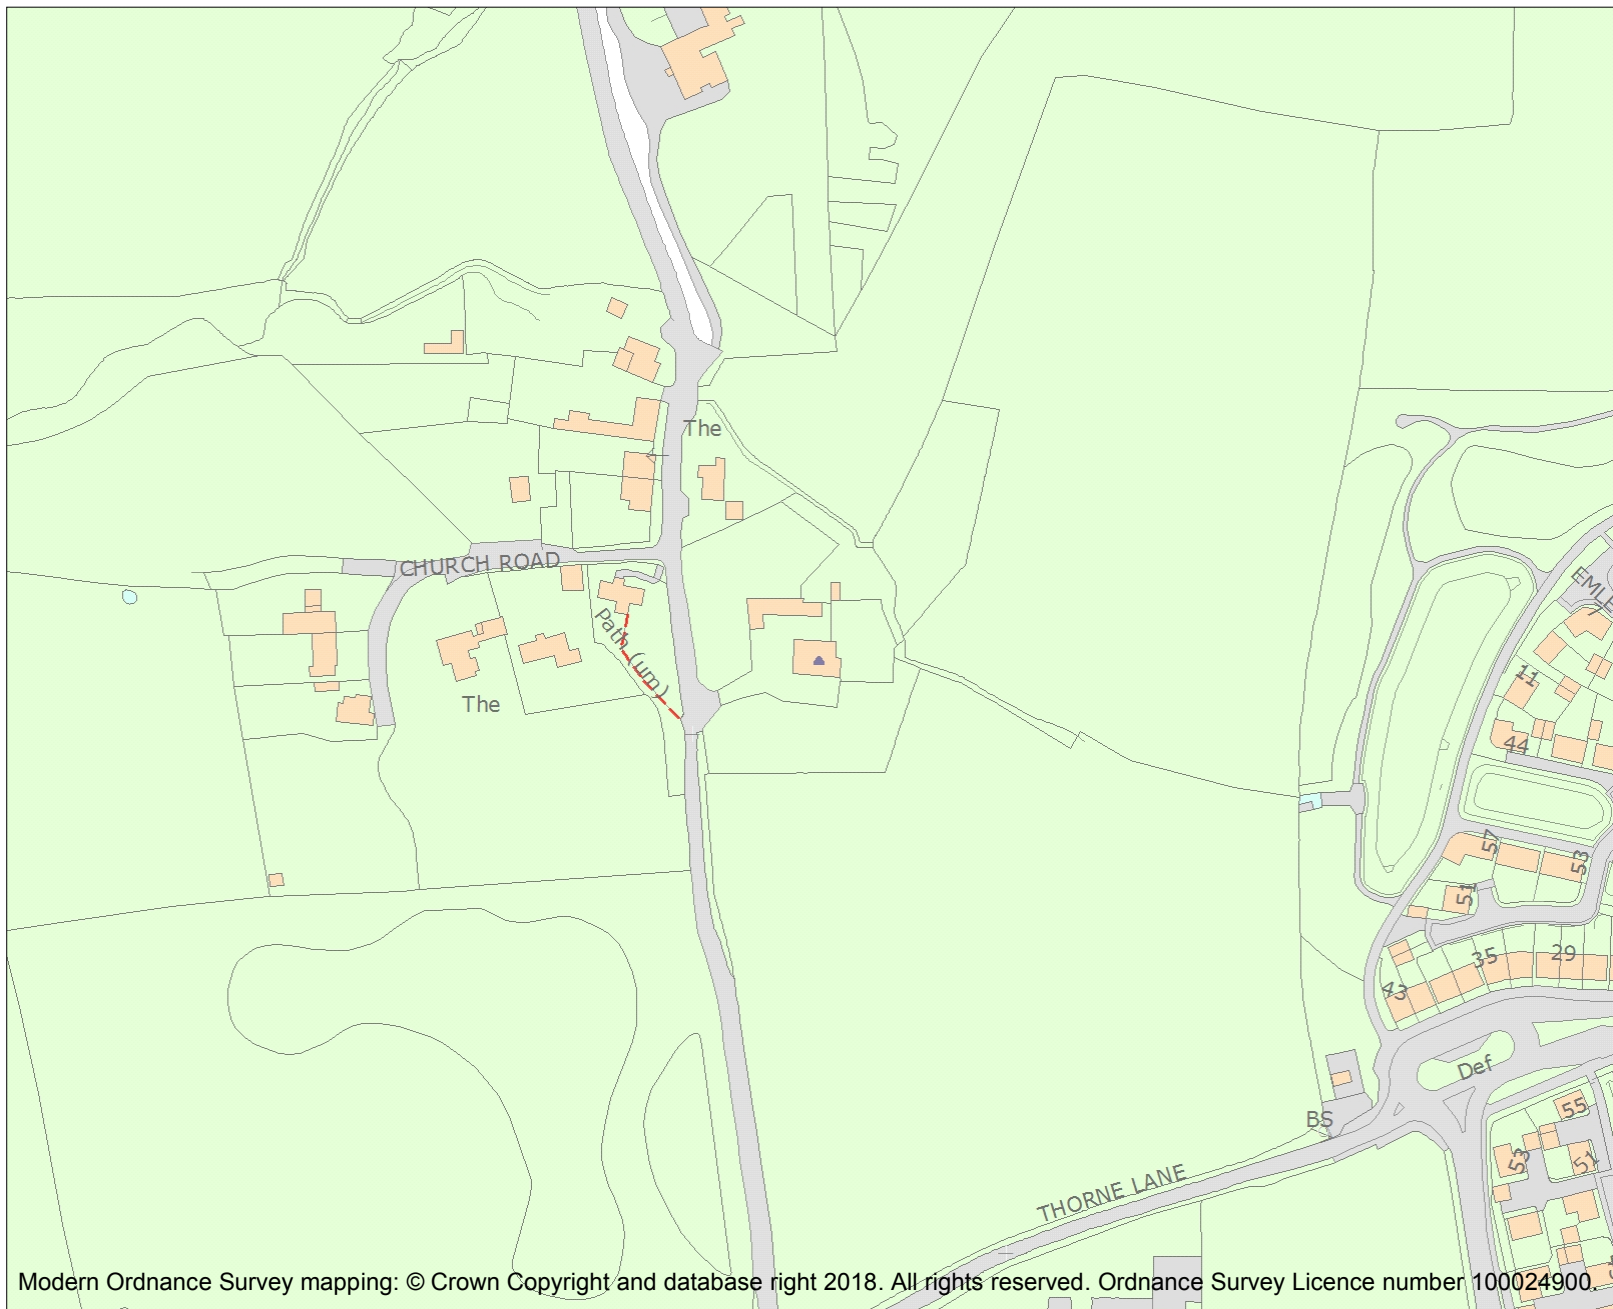 The
CHURCH ROAD
Path (um)
The
EMLE
7
11
44
57
53
51
35
29
43
Def
55
BS
53
51
THORNE LANE
Modern Ordnance Survey mapping: © Crown Copyright and database right 2018. All rights reserved. Ordnance Survey Licence number 100024900.